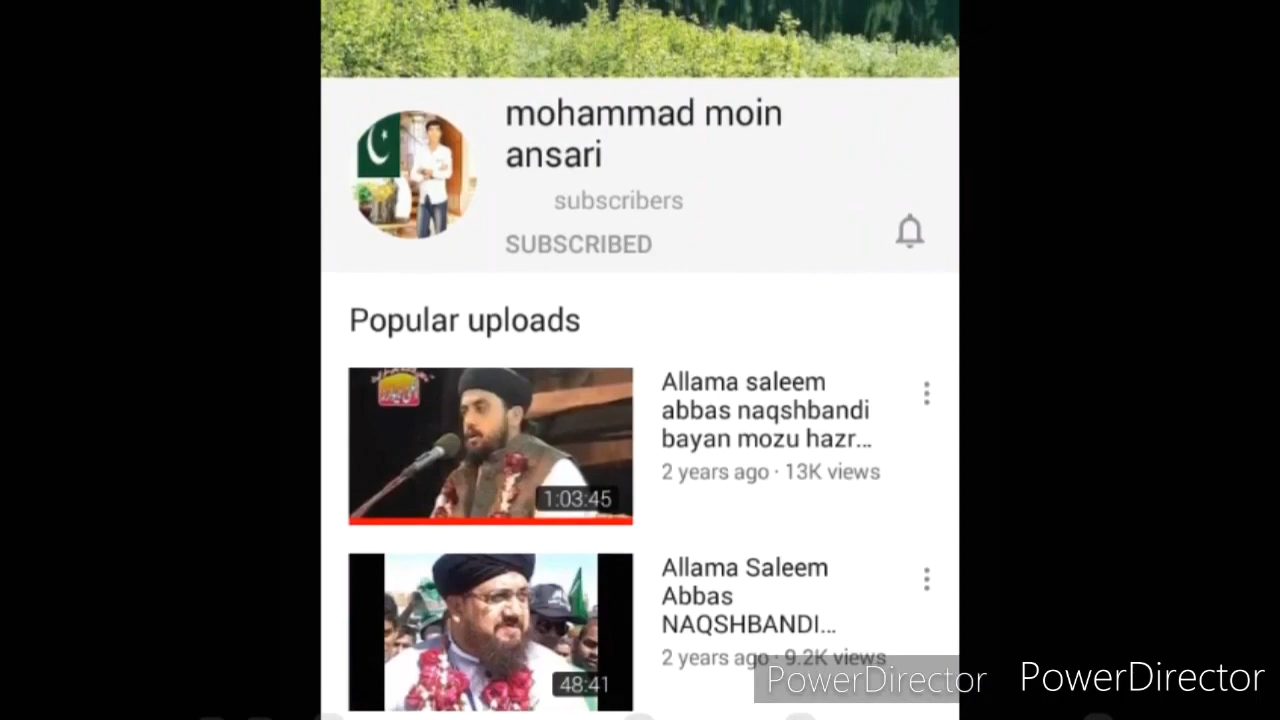 mohammad moin
ansari
subscribers
SUBSCRIBED
Popular uploads
Allama saleem
abbas naqshbandi
bayan mozu hazr...
2 years ago · 13K views
1:03:45
Allama Saleem
Abbas
NAQSHBANDI...
2 years ago · 9.2K views
48:41
PowerDirector
PowerDirector